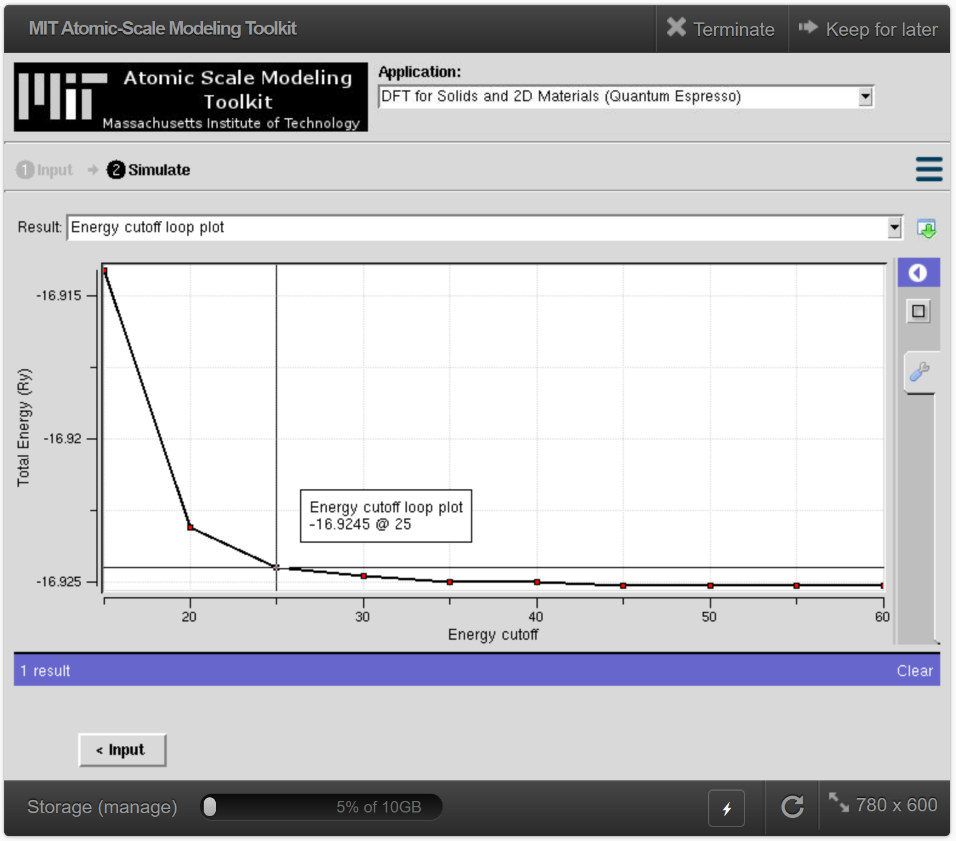 MIT Atomic-Scale Modeling Toolkit
Terminate
Keep for later
MIT
Atomic Scale Modeling
Toolkit
Massachusetts Institute of Technology
Application:
DFT for Solids and 2D Materials (Quantum Espresso)
1 Input
2 Simulate
Result: Energy cutoff loop plot
Total Energy (Ry)
-16.915
-16.92
-16.925
Energy cutoff loop plot
-16.9245 @ 25
20 30 40 50 60
Energy cutoff
1 result
Clear
< Input
Storage (manage)
5% of 10GB
780 x 600